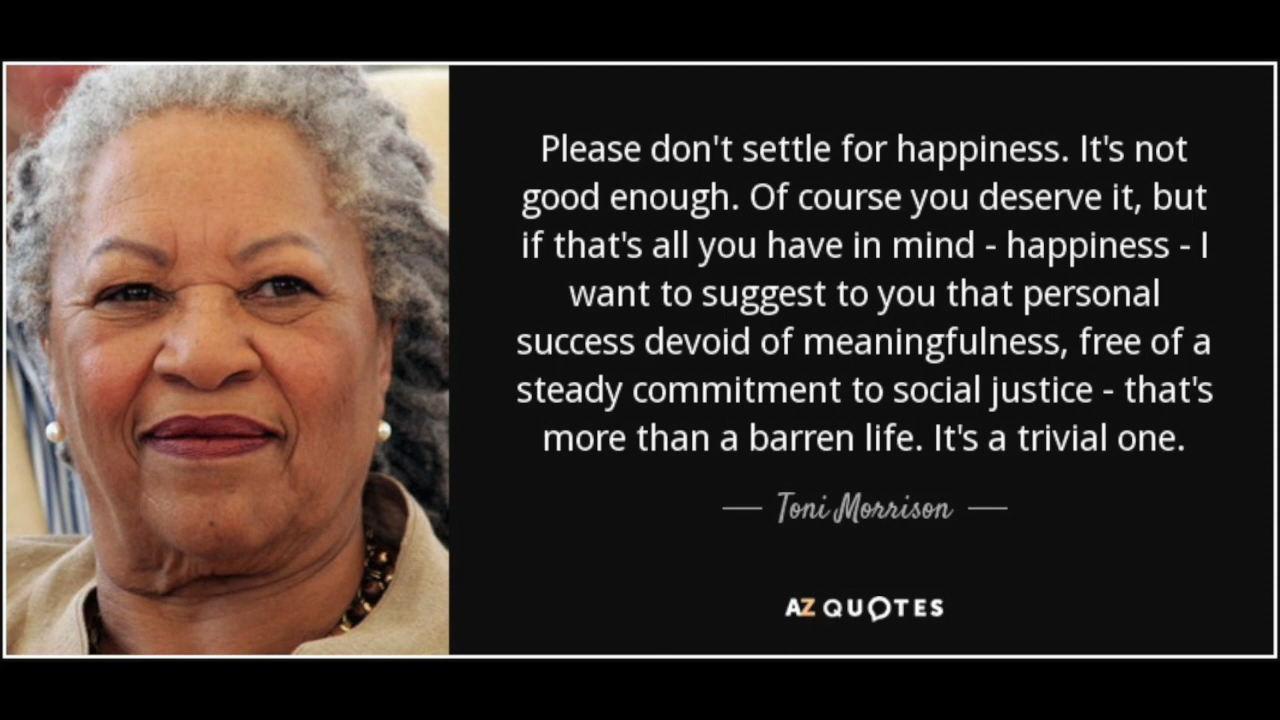 Please don't settle for happiness. It's not
good enough. Of course you deserve it, but
if that's all you have in mind - happiness - I
want to suggest to you that personal
success devoid of meaningfulness, free of a
steady commitment to social justice - that's
more than a barren life. It's a trivial one.
Toni Morrison
AZ QUOTES